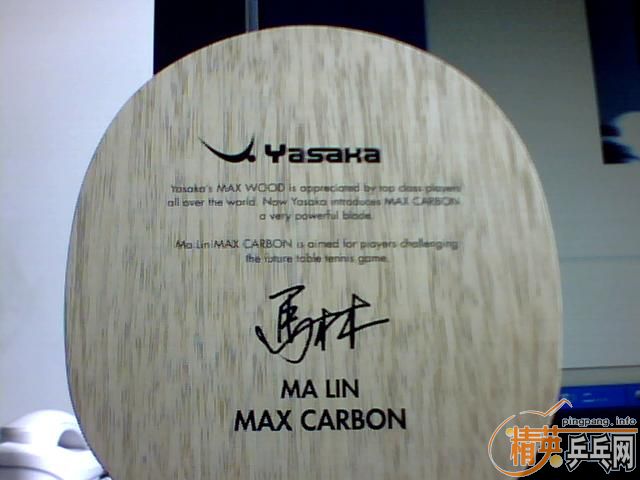 Yasaka
Yasaka's MAX WOOD is appreciated by top class players
all over the world. Now Yasaka introduces MAX CARBON
a very powerful blade.
Ma Lin MAX CARBON is aimed for players challenging
the future table tennis game.
馬林
MA LIN
MAX CARBON
pingpang.info
精英乒乓网